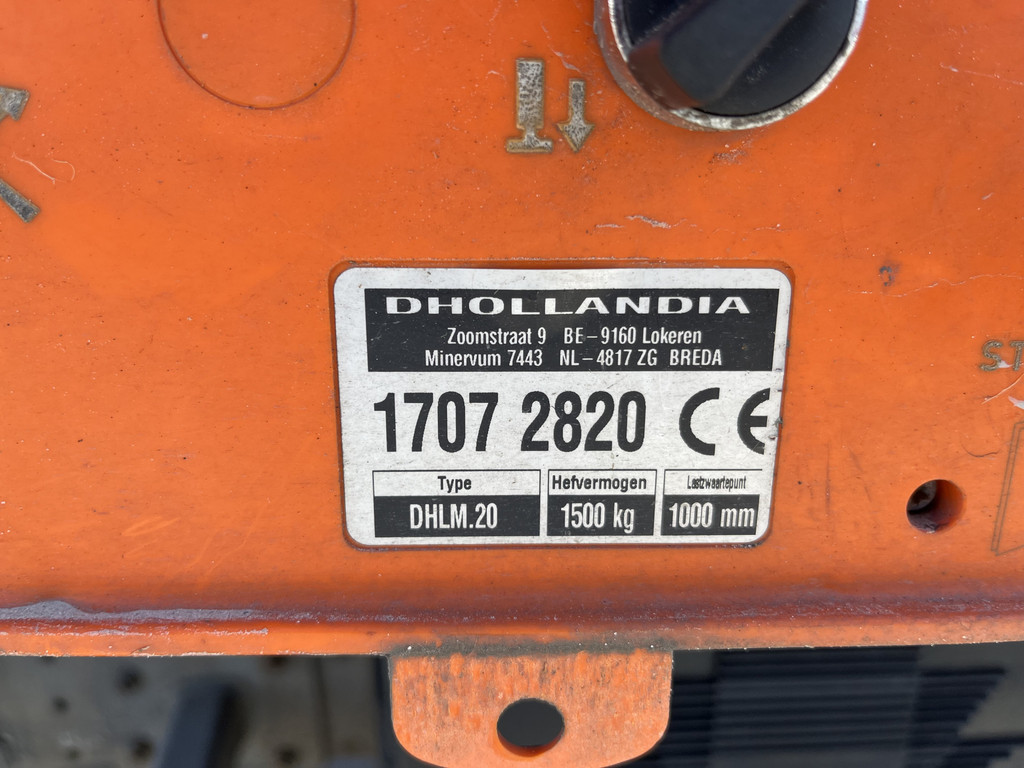 DHOLLANDIA
Zoomstraat 9 BE-9160 Lokeren
Minervum 7443 NL-4817 ZG BREDA
1707 2820 CE
Type Hefvermogen Lastzwaartepunt
DHLM.20 1500 kg 1000 mm